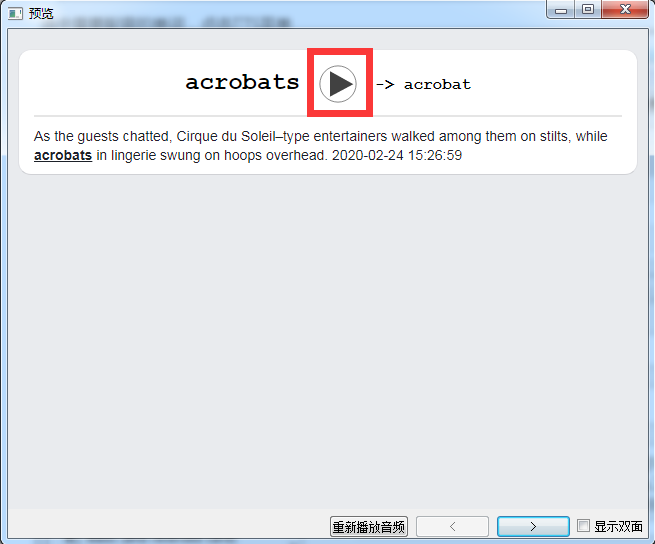 预览
acrobats -> acrobat
As the guests chatted, Cirque du Soleil–type entertainers walked among them on stilts, while
acrobats in lingerie swung on hoops overhead. 2020-02-24 15:26:59
重新播放音频 < > 显示双面